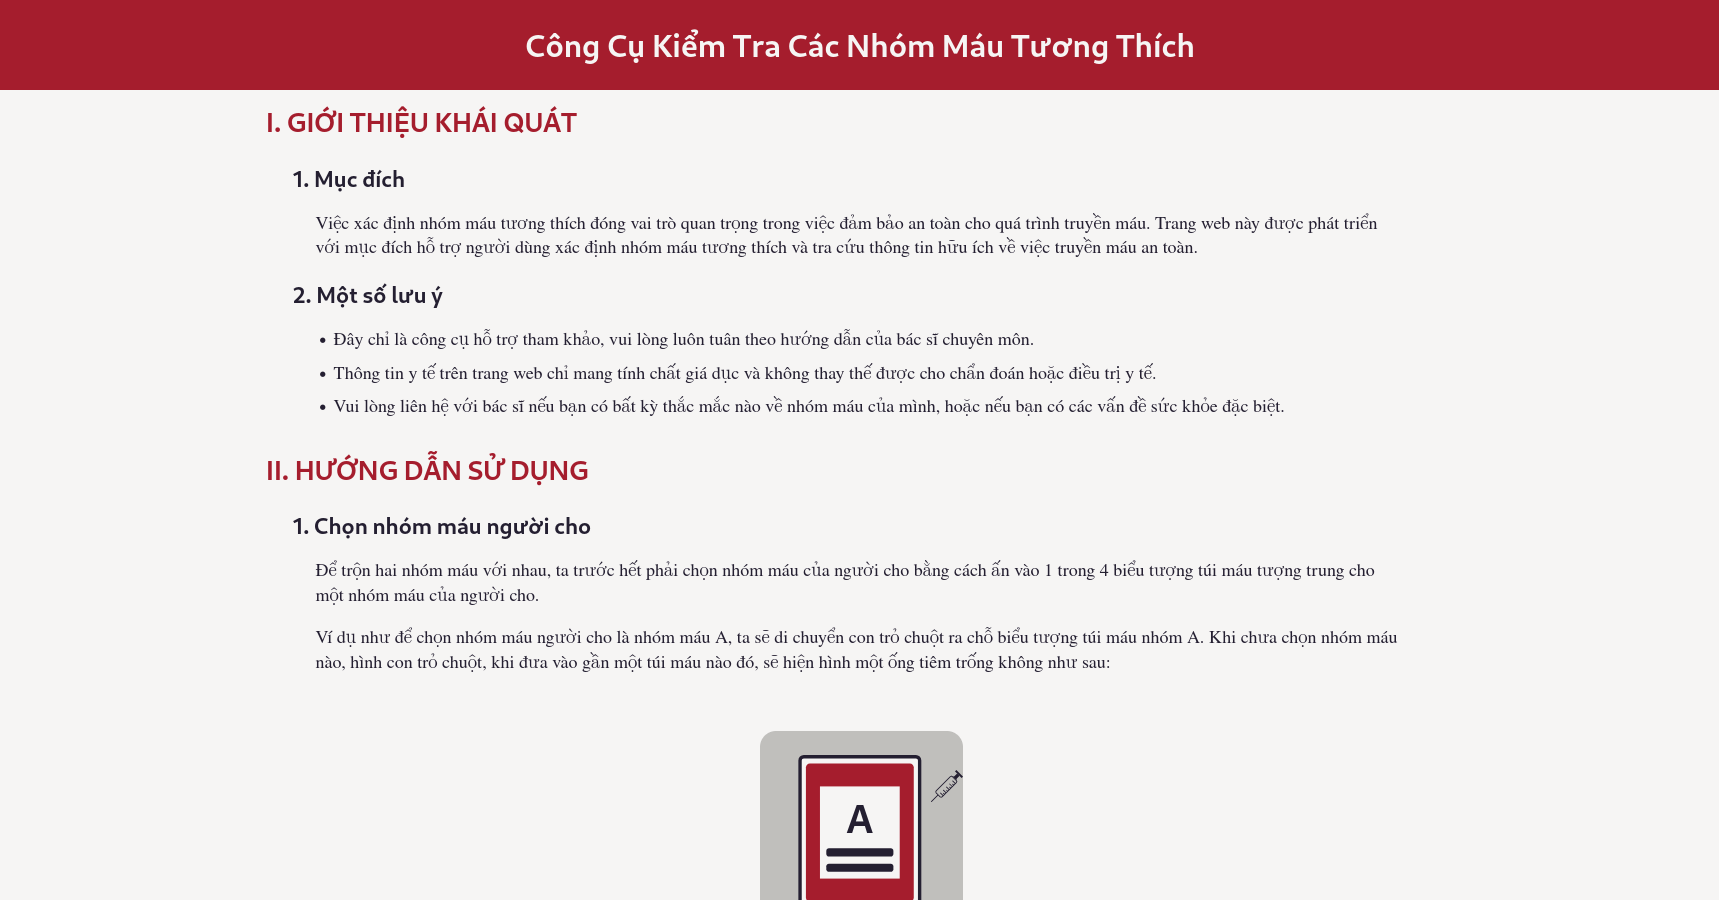 Công Cụ Kiểm Tra Các Nhóm Máu Tương Thích
I. GIỚI THIỆU KHÁI QUÁT
1. Mục đích
Việc xác định nhóm máu tương thích đóng vai trò quan trọng trong việc đảm bảo an toàn cho quá trình truyền máu. Trang web này được phát triển
với mục đích hỗ trợ người dùng xác định nhóm máu tương thích và tra cứu thông tin hữu ích về việc truyền máu an toàn.
2. Một số lưu ý
• Đây chỉ là công cụ hỗ trợ tham khảo, vui lòng luôn tuân theo hướng dẫn của bác sĩ chuyên môn.
• Thông tin y tế trên trang web chỉ mang tính chất giá dục và không thay thế được cho chẩn đoán hoặc điều trị y tế.
• Vui lòng liên hệ với bác sĩ nếu bạn có bất kỳ thắc mắc nào về nhóm máu của mình, hoặc nếu bạn có các vấn đề sức khỏe đặc biệt.
II. HƯỚNG DẪN SỬ DỤNG
1. Chọn nhóm máu người cho
Để trộn hai nhóm máu với nhau, ta trước hết phải chọn nhóm máu của người cho bằng cách ấn vào 1 trong 4 biểu tượng túi máu tượng trung cho
một nhóm máu của người cho.
Ví dụ như để chọn nhóm máu người cho là nhóm máu A, ta sẽ di chuyển con trỏ chuột ra chỗ biểu tượng túi máu nhóm A. Khi chưa chọn nhóm máu
nào, hình con trỏ chuột, khi đưa vào gần một túi máu nào đó, sẽ hiện hình một ống tiêm trống không như sau:
A